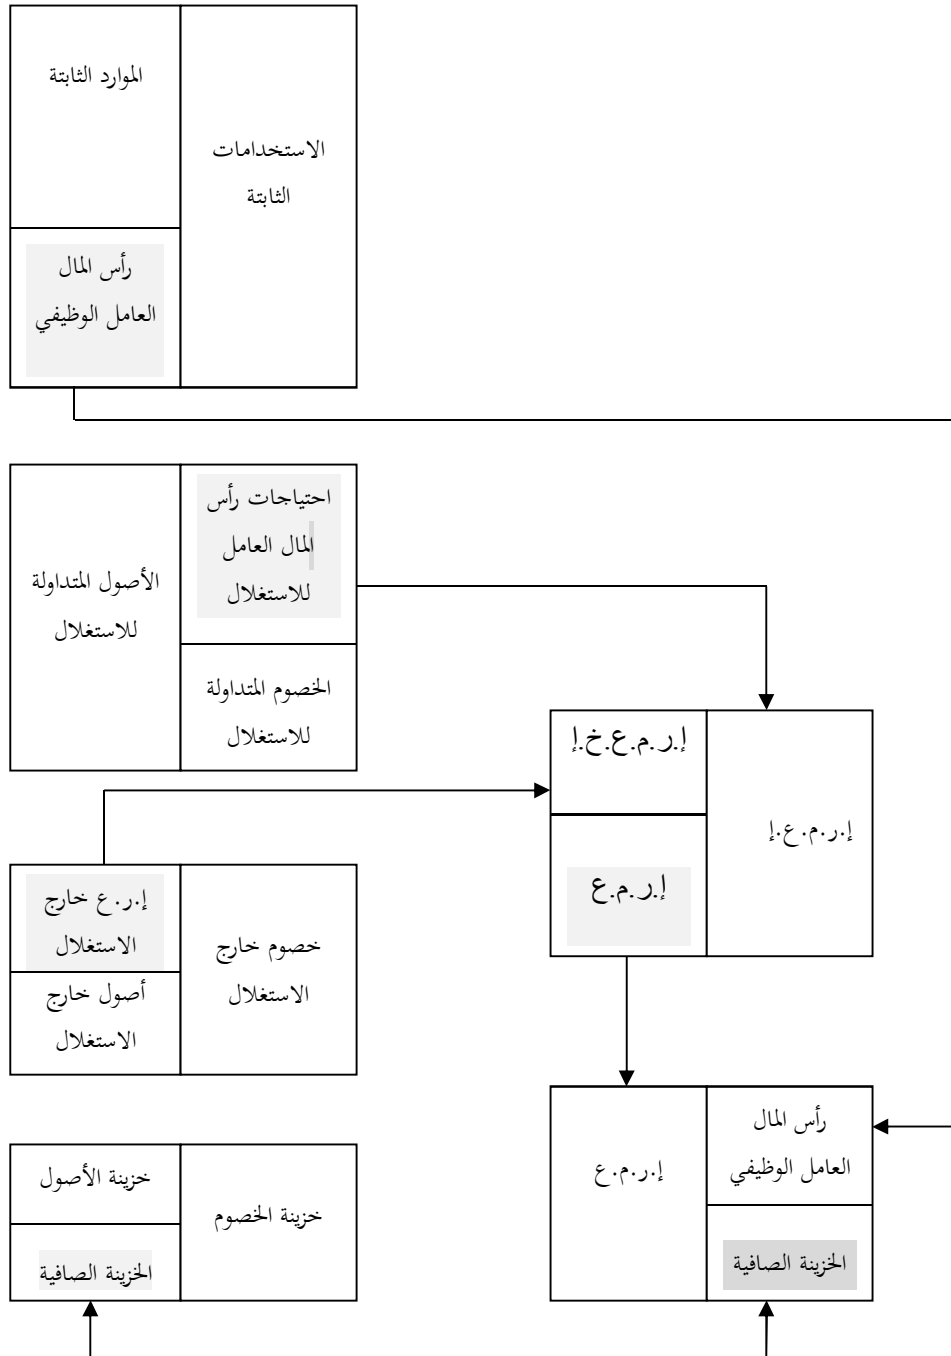 الموارد الثابتة
الاستخدامات
الثابتة
رأس المال
العامل الوظيفي
احتياجات رأس
المال العامل
للاستغلال
الأصول المتداولة
للاستغلال
الخصوم المتداولة
للاستغلال
إ.ر.م.ع.خ.إ
إ.ر.م.ع.إ
إ.ر.م.ع
إ.ر.ع خارج
الاستغلال
خصوم خارج
الاستغلال
أصول خارج
الاستغلال
رأس المال
العامل الوظيفي
إ.ر.م.ع
الخزينة الصافية
خزينة الأصول
خزينة الخصوم
الخزينة الصافية